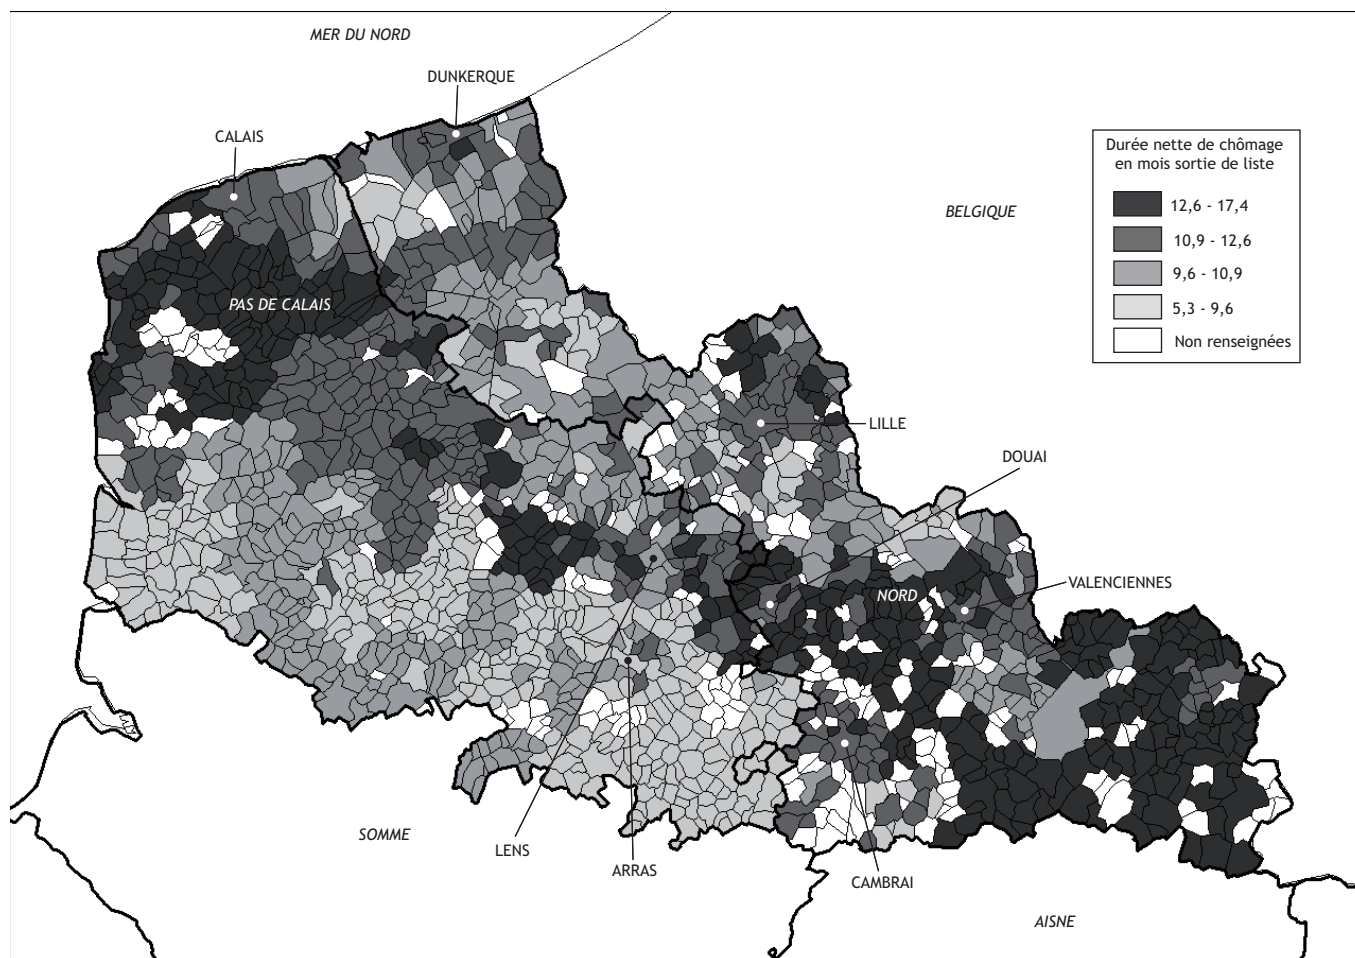 MER DU NORD
DUNKERQUE
CALAIS
Durée nette de chômage
en mois sortie de liste
12,6 - 17,4
10,9 - 12,6
9,6 - 10,9
5,3 - 9,6
Non renseignées
BELGIQUE
PAS DE CALAIS
LILLE
DOUAI
VALENCIENNES
NORD
SOMME
LENS
ARRAS
CAMBRAI
AISNE